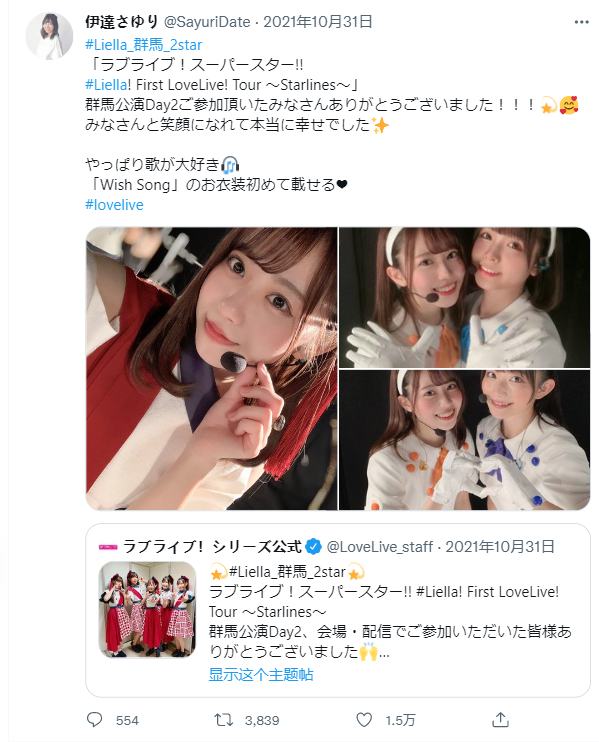 伊達さゆり @SayuriDate · 2021年10月31日
#Liella_群馬_2star
「ラブライブ！スーパースター!!
#Liella! First LoveLive! Tour 〜Starlines〜」
群馬公演Day2ご参加頂いたみなさんありがとうございました！！！💫🥰
みなさんと笑顔になれて本当に幸せでした✨
やっぱり歌が大好き🎧
「Wish Song」のお衣装初めて載せる❤
#lovelive
ラブライブ！シリーズ公式 @LoveLive_staff · 2021年10月31日
💫#Liella_群馬_2star💫
ラブライブ！スーパースター!! #Liella! First LoveLive!
Tour 〜Starlines〜
群馬公演Day2、会場・配信でご参加いただいた皆様あ
りがとうございました🙌...
显示这个主题帖
554 3,839 1.5万